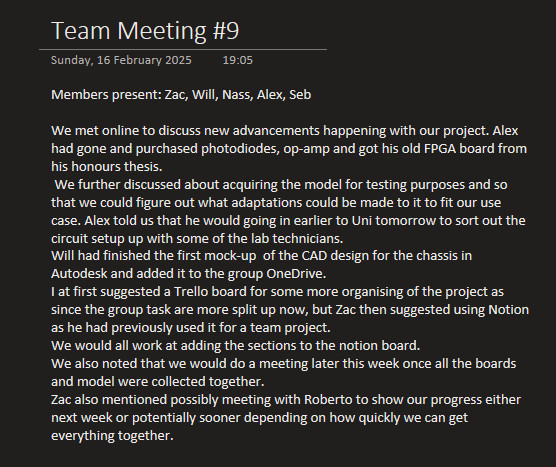 Team Meeting #9
Sunday, 16 February 2025 19:05
Members present: Zac, Will, Nass, Alex, Seb
We met online to discuss new advancements happening with our project. Alex
had gone and purchased photodiodes, op-amp and got his old FPGA board from
his honours thesis.
We further discussed about acquiring the model for testing purposes and so
that we could figure out what adaptations could be made to it to fit our use
case. Alex told us that he would going in earlier to Uni tomorrow to sort out the
circuit setup up with some of the lab technicians.
Will had finished the first mock-up of the CAD design for the chassis in
Autodesk and added it to the group OneDrive.
I at first suggested a Trello board for some more organising of the project as
since the group task are more split up now, but Zac then suggested using Notion
as he had previously used it for a team project.
We would all work at adding the sections to the notion board.
We also noted that we would do a meeting later this week once all the boards
and model were collected together.
Zac also mentioned possibly meeting with Roberto to show our progress either
next week or potentially sooner depending on how quickly we can get
everything together.